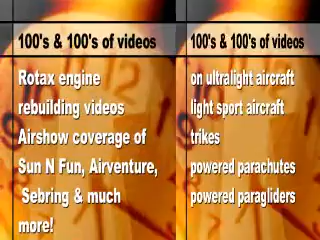 100's & 100's of videos
Rotax engine
rebuilding videos
Airshow coverage of
Sun N Fun, Airventure,
Sebring & much
more!
100's & 100's of videos
on ultralight aircraft
light sport aircraft
trikes
powered parachutes
powered paragliders